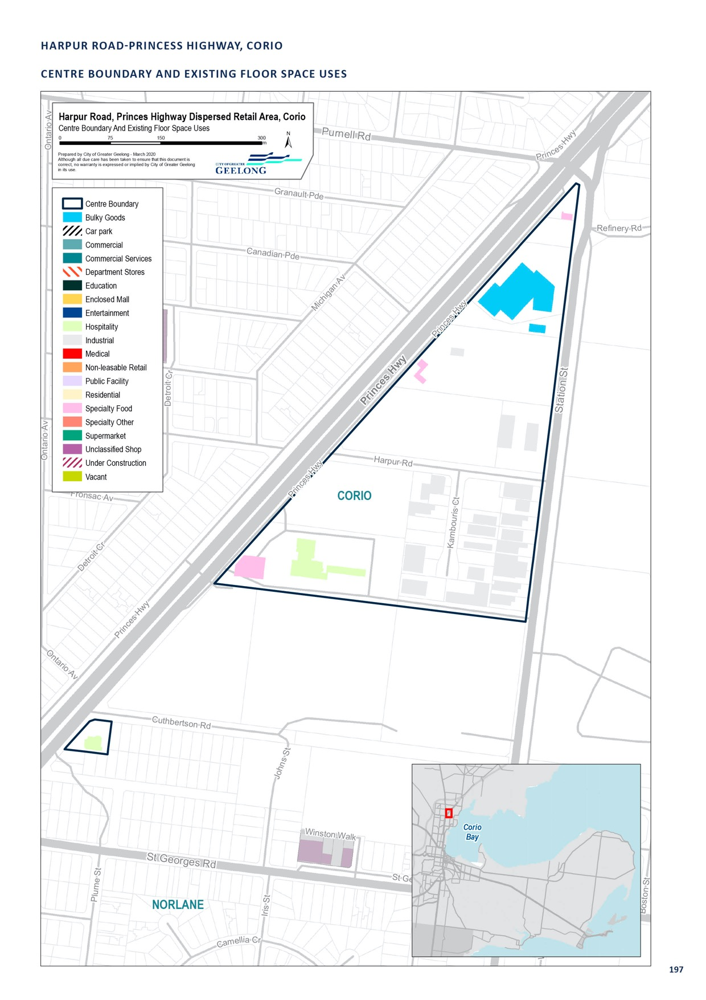 HARPUR ROAD-PRINCESS HIGHWAY, CORIO
CENTRE BOUNDARY AND EXISTING FLOOR SPACE USES
Harpur Road, Princes Highway Dispersed Retail Area, Corio
Centre Boundary And Existing Floor Space Uses
0 75 150 300
m
N
Prepared by City of Greater Geelong - March 2020
Although all due care has been taken to ensure that this document is
correct, no warranty is expressed or implied by City of Greater Geelong
in its use.
CITY OF GREATER
GEELONG
Centre Boundary
Bulky Goods
Car park
Commercial
Commercial Services
Department Stores
Education
Enclosed Mall
Entertainment
Hospitality
Industrial
Medical
Non-leasable Retail
Public Facility
Residential
Specialty Food
Specialty Other
Supermarket
Unclassified Shop
Under Construction
Vacant
Ontario Av
Purnell Rd
Princes Hwy
Granault Pde
Refinery Rd
Canadian Pde
Michigan Av
Princes Hwy
Princes Hwy
Detroit Cr
Station St
Ontario Av
Harpur Rd
Princes Hwy
CORIO
Fronsac Av
Kambouris Ct
Detroit Cr
Princes Hwy
Ontario Av
Cuthbertson Rd
Johns St
Corio
Bay
Winston Walk
St Georges Rd
St Ge
Plume St
NORLANE
Iris St
Boston St
Camellia Cr
197